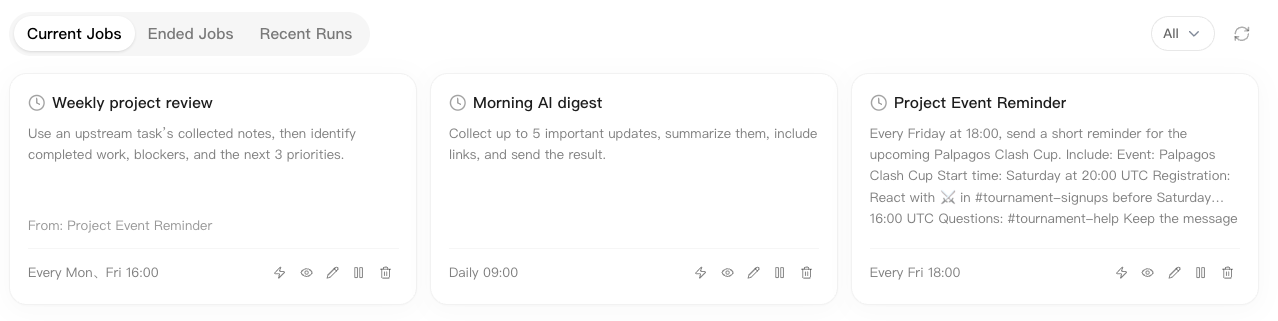 Current Jobs
Ended Jobs
Recent Runs
All
Weekly project review
Use an upstream task's collected notes, then identify
completed work, blockers, and the next 3 priorities.
From: Project Event Reminder
Every Mon、Fri 16:00
Morning AI digest
Collect up to 5 important updates, summarize them, include
links, and send the result.
Daily 09:00
Project Event Reminder
Every Friday at 18:00, send a short reminder for the
upcoming Palpagos Clash Cup. Include: Event: Palpagos
Clash Cup Start time: Saturday at 20:00 UTC Registration:
React with ⚔️ in #tournament-signups before Saturday...
16:00 UTC Questions: #tournament-help Keep the message
Every Fri 18:00